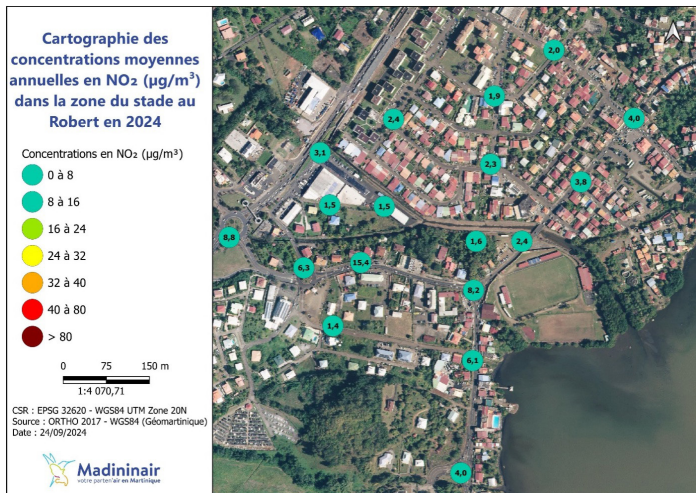 Cartographie des
concentrations moyennes
annuelles en NO₂ (µg/m³)
dans la zone du stade au
Robert en 2024
Concentrations en NO₂ (µg/m³)
0 à 8
8 à 16
16 à 24
24 à 32
32 à 40
40 à 80
> 80
0 75 150 m
1:4 070,71
CSR : EPSG 32620 - WGS84 UTM Zone 20N
Source : ORTHO 2017 - WGS84 (Géomartinique)
Date : 24/09/2024
Madininair
votre parten'air en Martinique
2,0
1,9
4,0
2,4
3,1
2,3
3,8
1,5
1,5
8,8
1,6
2,4
6,3
15,4
8,2
1,4
6,1
4,0